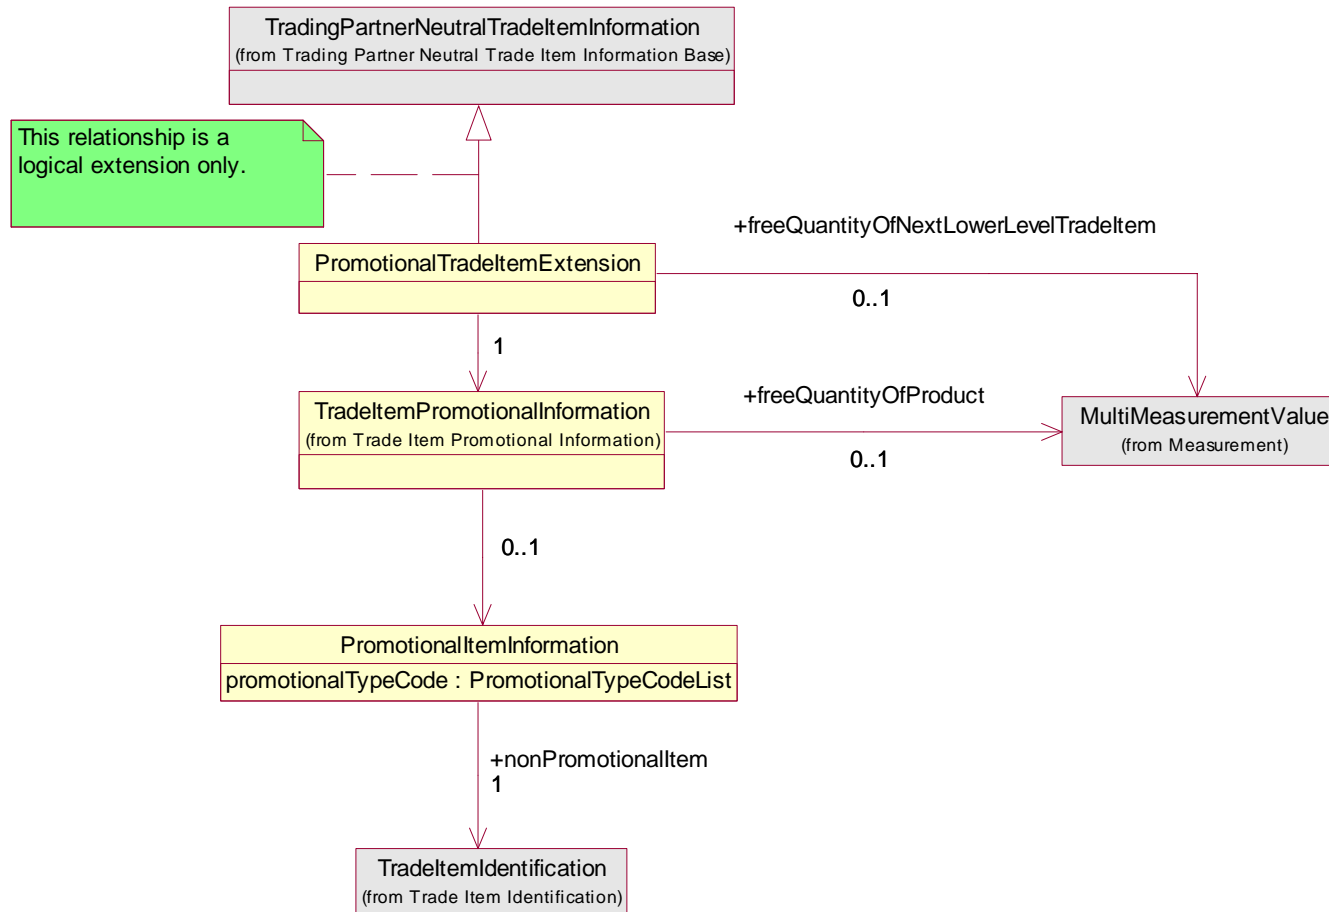 TradingPartnerNeutralTradeItemInformation
(from Trading Partner Neutral Trade Item Information Base)
This relationship is a
logical extension only.
+freeQuantityOfNextLowerLevelTradeItem
PromotionalTradeItemExtension
0..1
1
+freeQuantityOfProduct
TradeItemPromotionalInformation
(from Trade Item Promotional Information)
MultiMeasurementValue
(from Measurement)
0..1
0..1
PromotionalItemInformation
promotionalTypeCode : PromotionalTypeCodeList
+nonPromotionalItem
1
TradeItemIdentification
(from Trade Item Identification)